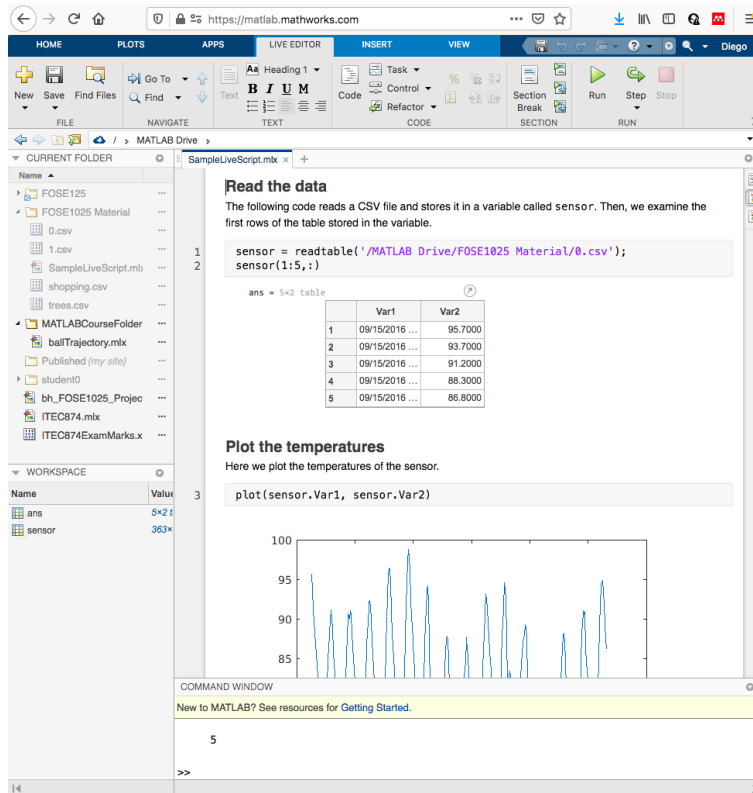 https://matlab.mathworks.com
HOME PLOTS APPS LIVE EDITOR INSERT VIEW Diego
New Save Find Files Go To Find Text Aa Heading 1 B I U M Code Task Control Refactor Section Break Run Step Stop
FILE NAVIGATE TEXT CODE SECTION RUN
/ > MATLAB Drive >
CURRENT FOLDER
Name
FOSE125
FOSE1025 Material
0.csv
1.csv
SampleLiveScript.mb
shopping.csv
trees.csv
MATLABCourseFolder
ballTrajectory.mlx
Published (my site)
student0
bh_FOSE1025_Projec
ITEC874.mlx
ITEC874ExamMarks.x
WORKSPACE
Name Value
ans 5×2 t
sensor 363×
SampleLiveScript.mlx × +
Read the data
The following code reads a CSV file and stores it in a variable called sensor. Then, we examine the
first rows of the table stored in the variable.
1 sensor = readtable('/MATLAB Drive/FOSE1025 Material/0.csv');
2 sensor(1:5,:)
ans = 5×2 table
Var1 Var2
1 09/15/2016 ... 95.7000
2 09/15/2016 ... 93.7000
3 09/15/2016 ... 91.2000
4 09/15/2016 ... 88.3000
5 09/15/2016 ... 86.8000
Plot the temperatures
Here we plot the temperatures of the sensor.
3 plot(sensor.Var1, sensor.Var2)
100
95
90
85
COMMAND WINDOW
New to MATLAB? See resources for Getting Started.
5
>>